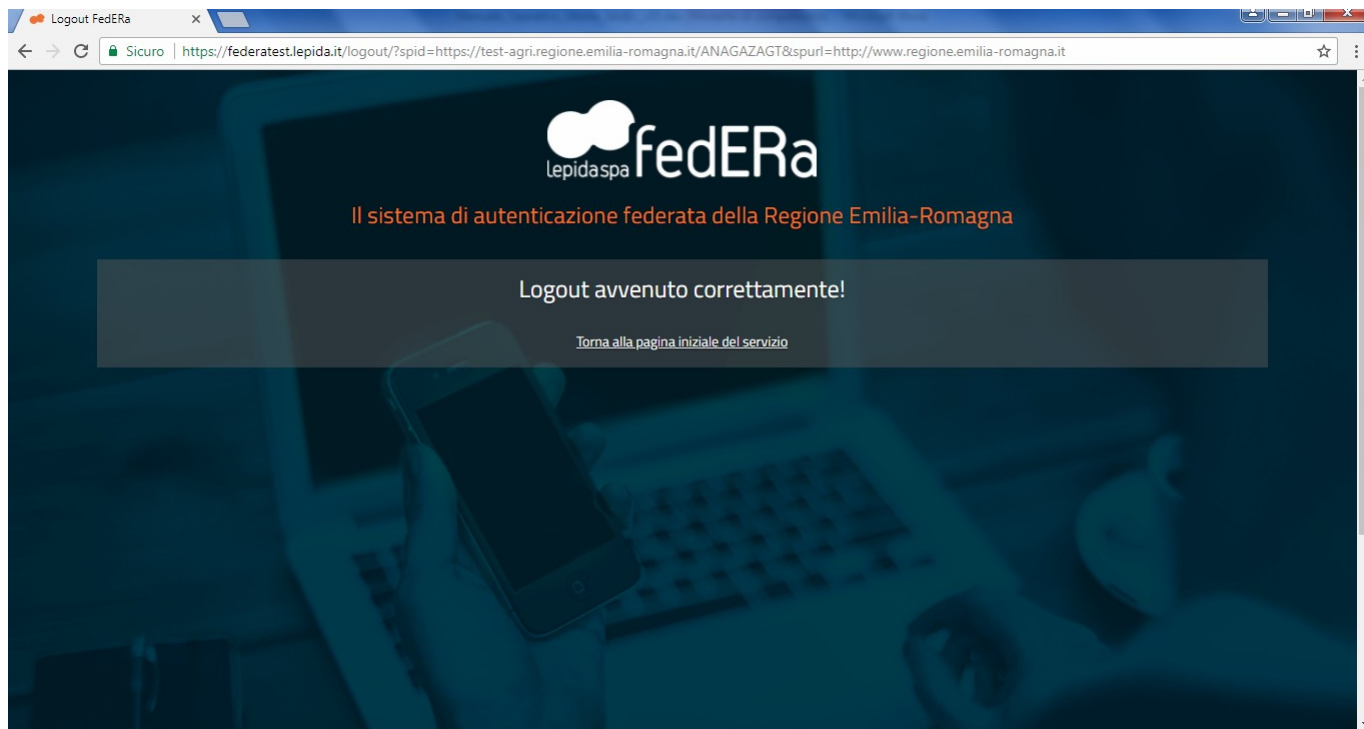 Logout FedERa
Sicuro | https://federatest.lepida.it/logout/?spid=https://test-agri.regione.emilia-romagna.it/ANAGAZAGT&spurl=http://www.regione.emilia-romagna.it
lepidaspa fedERa
Il sistema di autenticazione federata della Regione Emilia-Romagna
Logout avvenuto correttamente!
Torna alla pagina iniziale del servizio